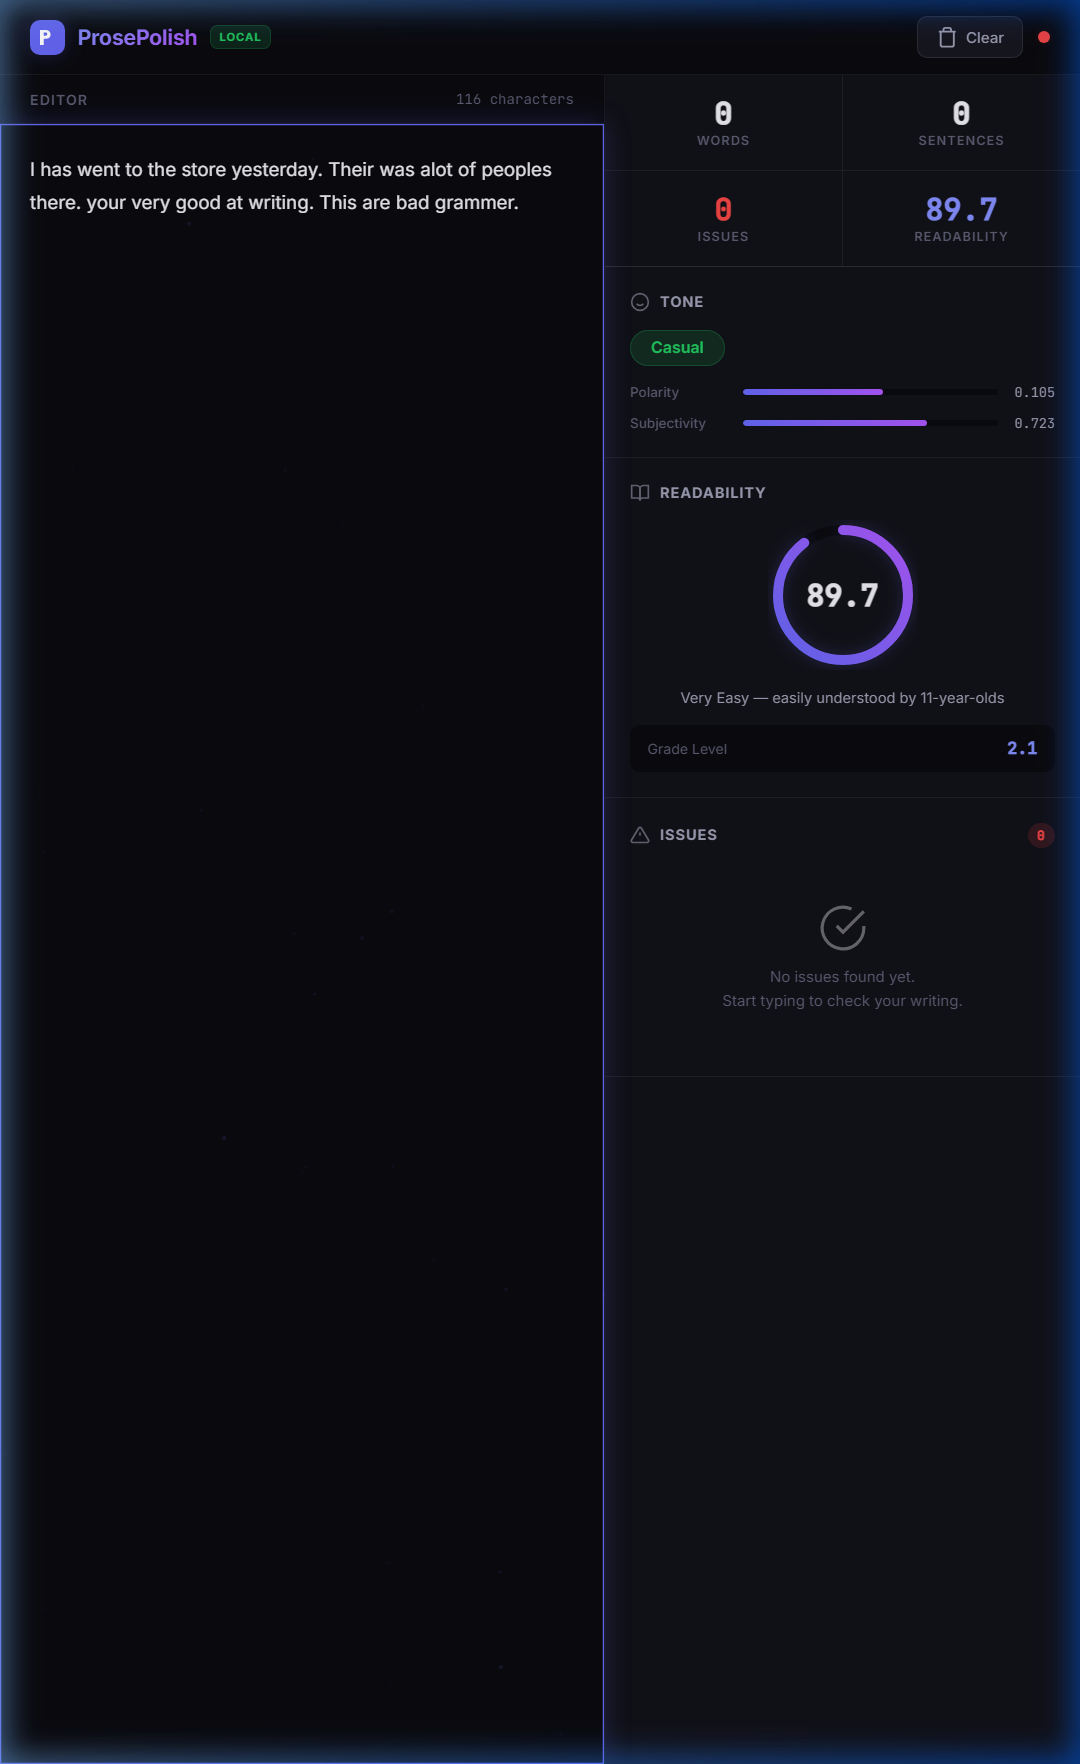 P ProsePolish LOCAL Clear
EDITOR 116 characters
I has went to the store yesterday. Their was alot of peoples
there. your very good at writing. This are bad grammer.
0 WORDS
0 SENTENCES
0 ISSUES
89.7 READABILITY
TONE
Casual
Polarity 0.105
Subjectivity 0.723
READABILITY
89.7
Very Easy — easily understood by 11-year-olds
Grade Level 2.1
ISSUES 0
No issues found yet.
Start typing to check your writing.